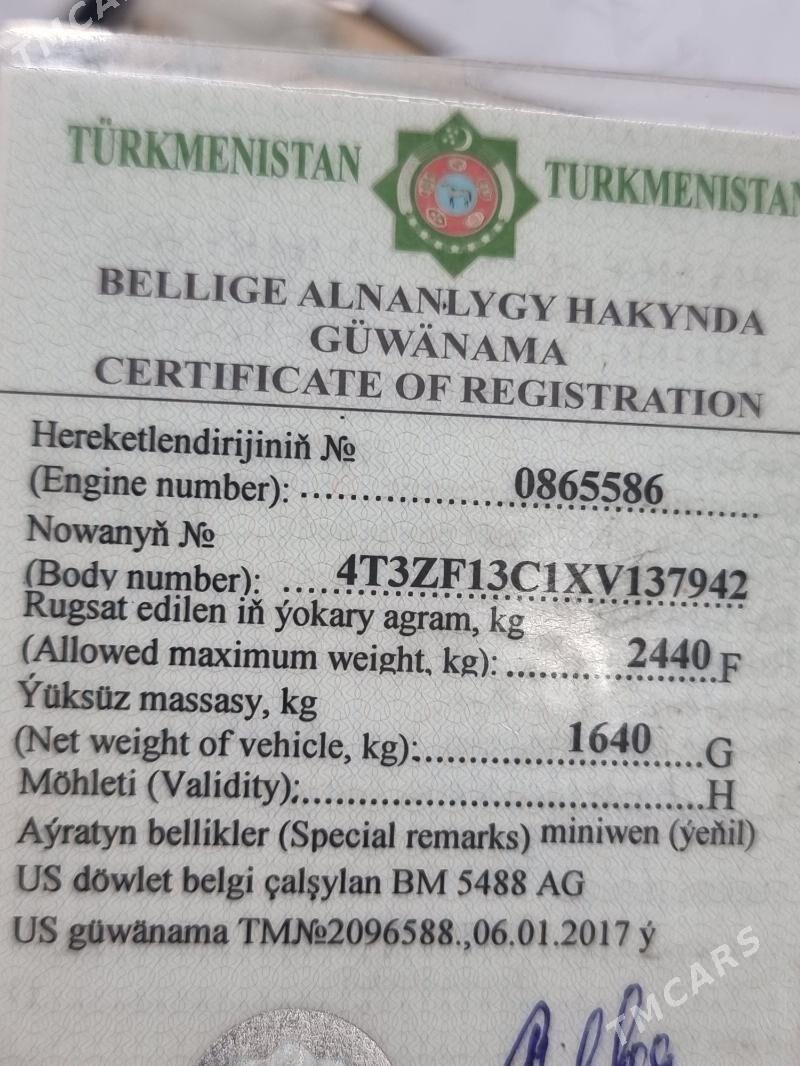 TMCARS
TÜRKMENISTAN TURKMENISTAN
BELLIGE ALNANLYGY HAKYNDA
GÜWÄNAMA
CERTIFICATE OF REGISTRATION
Hereketlendirijiniň №
(Engine number): 0865586
Nowanyň №
(Body number): 4T3ZF13C1XV137942
Rugsat edilen iň ýokary agram, kg
(Allowed maximum weight, kg): 2440 F
Ýüksüz massasy, kg
(Net weight of vehicle, kg): 1640 G
Möhleti (Validity): H
Aýratyn bellikler (Special remarks) miniwen (ýeňil)
US döwlet belgi çalşylan BM 5488 AG
US güwänama TM№2096588.,06.01.2017 ý
TMCARS